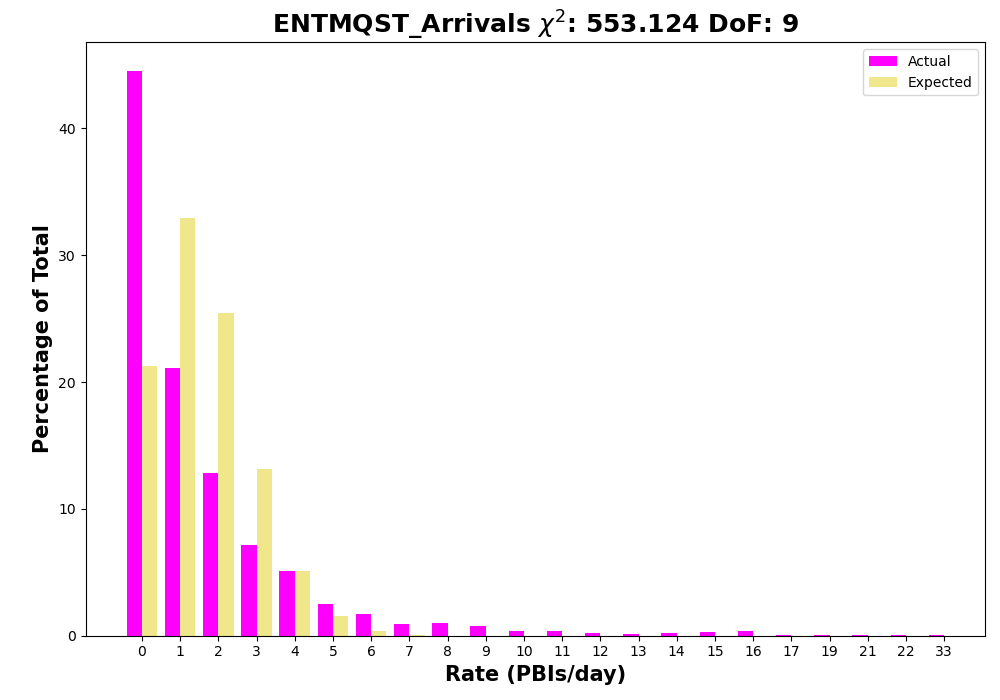 ENTMQST_Arrivals χ²: 553.124 DoF: 9
Actual
Expected
Percentage of Total
40
30
20
10
0
0 1 2 3 4 5 6 7 8 9 10 11 12 13 14 15 16 17 19 21 22 33
Rate (PBIs/day)